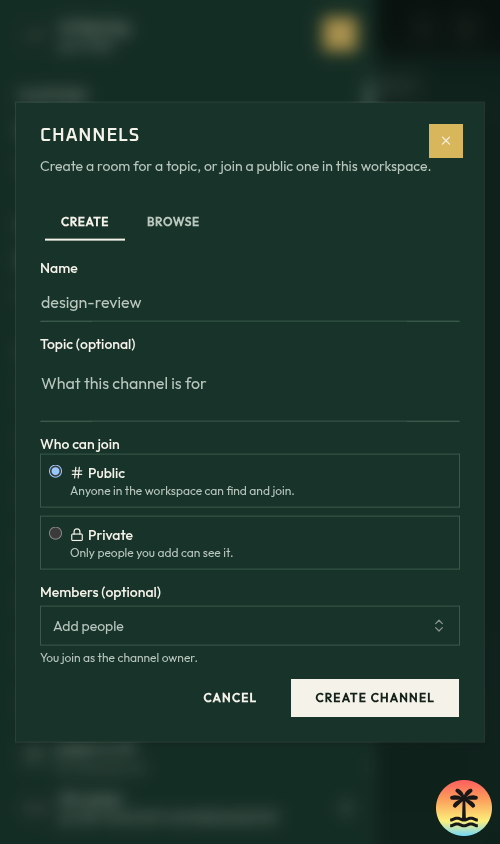 CHANNELS
Create a room for a topic, or join a public one in this workspace.
CREATE BROWSE
Name
design-review
Topic (optional)
What this channel is for
Who can join
# Public
Anyone in the workspace can find and join.
Private
Only people you add can see it.
Members (optional)
Add people
You join as the channel owner.
CANCEL CREATE CHANNEL